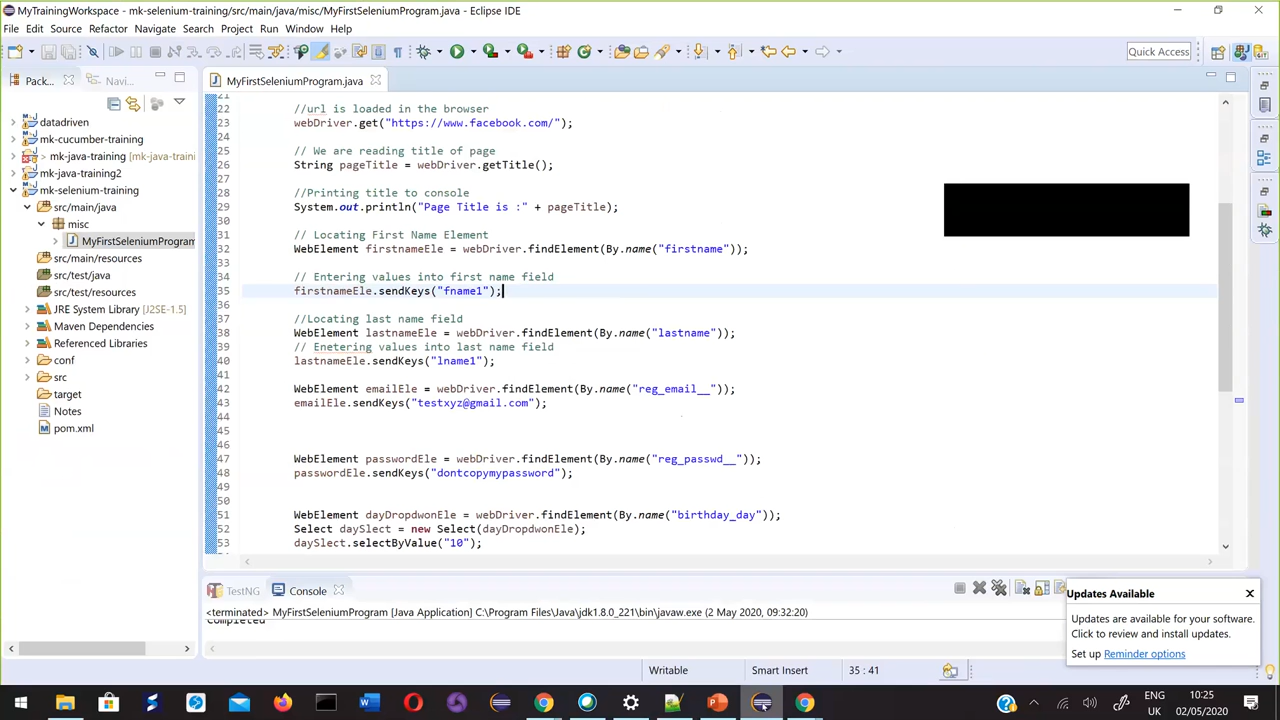 MyTrainingWorkspace - mk-selenium-training/src/main/java/misc/MyFirstSeleniumProgram.java - Eclipse IDE
File Edit Source Refactor Navigate Search Project Run Window Help
Quick Access
Pack... Navi...
MyFirstSeleniumProgram.java
datadriven
mk-cucumber-training
> mk-java-training [mk-java-traini
mk-java-training2
mk-selenium-training
src/main/java
misc
MyFirstSeleniumProgram
src/main/resources
src/test/java
src/test/resources
JRE System Library [J2SE-1.5]
Maven Dependencies
Referenced Libraries
conf
src
target
Notes
pom.xml
21
22 //url is loaded in the browser
23 webDriver.get("https://www.facebook.com/");
24
25 // We are reading title of page
26 String pageTitle = webDriver.getTitle();
27
28 //Printing title to console
29 System.out.println("Page Title is :" + pageTitle);
30
31 // Locating First Name Element
32 WebElement firstnameEle = webDriver.findElement(By.name("firstname"));
33
34 // Entering values into first name field
35 firstnameEle.sendKeys("fname1");
36
37 //Locating last name field
38 WebElement lastnameEle = webDriver.findElement(By.name("lastname"));
39 // Enetering values into last name field
40 lastnameEle.sendKeys("lname1");
41
42 WebElement emailEle = webDriver.findElement(By.name("reg_email__"));
43 emailEle.sendKeys("testxyz@gmail.com");
44
45
46
47 WebElement passwordEle = webDriver.findElement(By.name("reg_passwd__"));
48 passwordEle.sendKeys("dontcopymypassword");
49
50
51 WebElement dayDropdwonEle = webDriver.findElement(By.name("birthday_day"));
52 Select daySlect = new Select(dayDropdwonEle);
53 daySlect.selectByValue("10");
TestNG Console
<terminated> MyFirstSeleniumProgram [Java Application] C:\Program Files\Java\jdk1.8.0_221\bin\javaw.exe (2 May 2020, 09:32:20)
Completed
Updates Available
Updates are available for your software.
Click to review and install updates.
Set up Reminder options
Writable Smart Insert 35 : 41
ENG
UK
10:25
02/05/2020